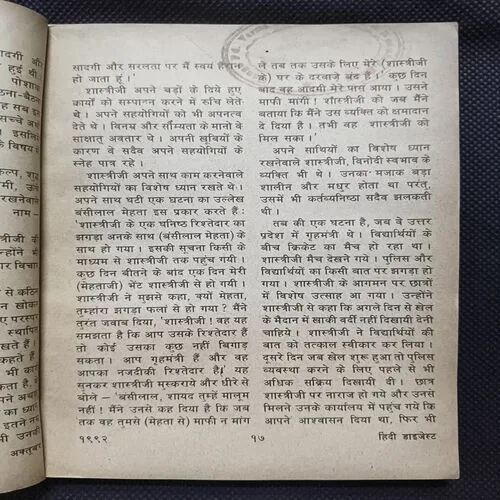 सादगी और सरलता पर मैं स्वयं हैरान
हो जाता हूं।'
शास्त्रीजी अपने बड़ों के दिये हुए
कार्यों को सम्पादन करने में रुचि लेते
थे। अपने सहयोगियों को भी अपनत्व
देते थे। विनम्र और सौम्यता के मानो वे
साक्षात् अवतार थे। अपनी खूबियों के
कारण वे सदैव अपने सहयोगियों के
स्नेह पात्र रहे।
शास्त्रीजी अपने साथ काम करनेवाले
सहयोगियों का विशेष ध्यान रखते थे।
अपने साथ घटी एक घटना का उल्लेख
बंसीलाल मेहता इस प्रकार करते हैं:
'शास्त्रीजी के एक घनिष्ठ रिश्तेदार का
झगड़ा अनके साथ (बंसीलाल मेहता) के
साथ हो गया। इसकी सूचना किसी के
माध्यम से शास्त्रीजी तक पहुंच गयी।
कुछ दिन बीतने के बांद एक दिन मेरी
(मेहताजी) भेंट शास्त्रीजी से हो गयी।
शास्त्रीजी ने मुझसे कहा, क्यों मेहता,
तुम्हारा झगड़ा फलां से हो गया? मैंने
तुरंत जवाब दिया, 'शास्त्रीजी! वह यह
समझता है कि आप उसके रिश्तेदार हैं
तो कोई उसका कुछ नहीं बिगाड़
सकता। आप गृहमंत्री हैं और वह
आपका नजदीकी रिश्तेदार है।' यह
सुनकर शास्त्रीजी मुस्कराये और धीरे से
बोले – 'बंसीलाल, शायद तुम्हें मालूम
नहीं! मैंने उनसे कह दिया है कि जब
तक वह तुमसे (मेहता से) माफी न मांग
ले तब तक उसके लिए मेरे (शास्त्रीजी
के) घर के दरवाजे बंद हैं।' कुछ दिन
बाद वह आदमी मेरे पास आया। उसने
माफी मांगी! शास्त्रीजी को जब मैंने
बताया कि मैंने उस व्यक्ति को क्षमादान
दे दिया है। तभी वह शास्त्रीजी को
मिल सका।'
अपने साथियों का विशेष ध्यान
रखनेवाले शास्त्रीजी, विनोदी स्वभाव के
व्यक्ति भी थे। उनका मजाक बड़ा
शालीन और मधुर होता था परंतु,
उसमें भी कर्तव्यनिष्ठा सदैव झलकती
थी।
तब की एक घटना है, जब वे उत्तर
प्रदेश में गृहमंत्री थे। विद्यार्थियों के
बीच क्रिकेट का मैच हो रहा था।
शास्त्रीजी मैच देखने गये। पुलिस और
विद्यार्थियों का किसी बात पर झगड़ा हो
गया। शास्त्रीजी के आगमन पर छात्रों
में विशेष उत्साह आ गया। उन्होंने
शास्त्रीजी से कहा कि अगले दिन से खेल
के मैदान में खाकी वर्दी नहीं दिखायी देनी
चाहिये। शास्त्रीजी ने विद्यार्थियों की
बात को तत्काल स्वीकार कर लिया।
दूसरे दिन जब खेल शुरू हुआ तो पुलिस
व्यवस्था करने के लिए पहले से भी
अधिक सक्रिय दिखायी दी। छात्र
शास्त्रीजी पर नाराज हो गये और उनसे
मिलने उनके कार्यालय में पहुंच गये कि
आपने आश्वासन दिया था, फिर भी
१९९२
१७
हिंदी डाइजेस्ट